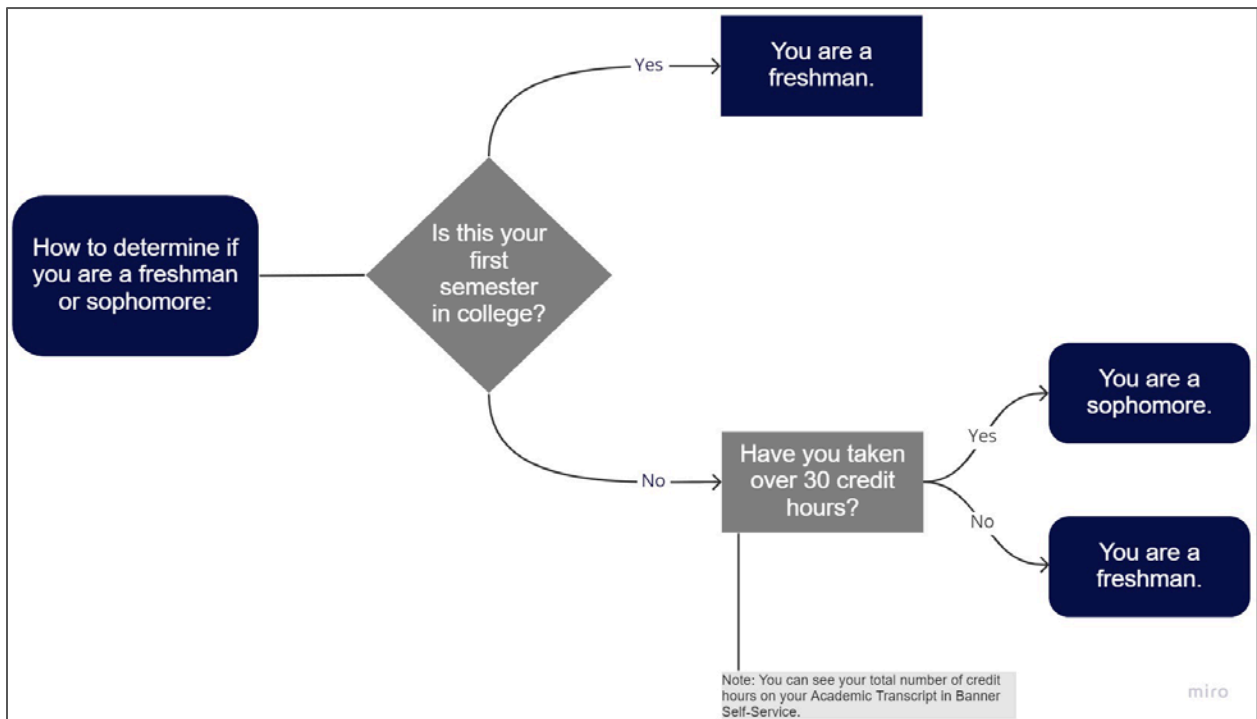 How to determine if
you are a freshman
or sophomore:
Is this your
first
semester
in college?
Yes
You are a
freshman.
No
Have you taken
over 30 credit
hours?
Yes
You are a
sophomore.
No
You are a
freshman.
Note: You can see your total number of credit
hours on your Academic Transcript in Banner
Self-Service.
miro